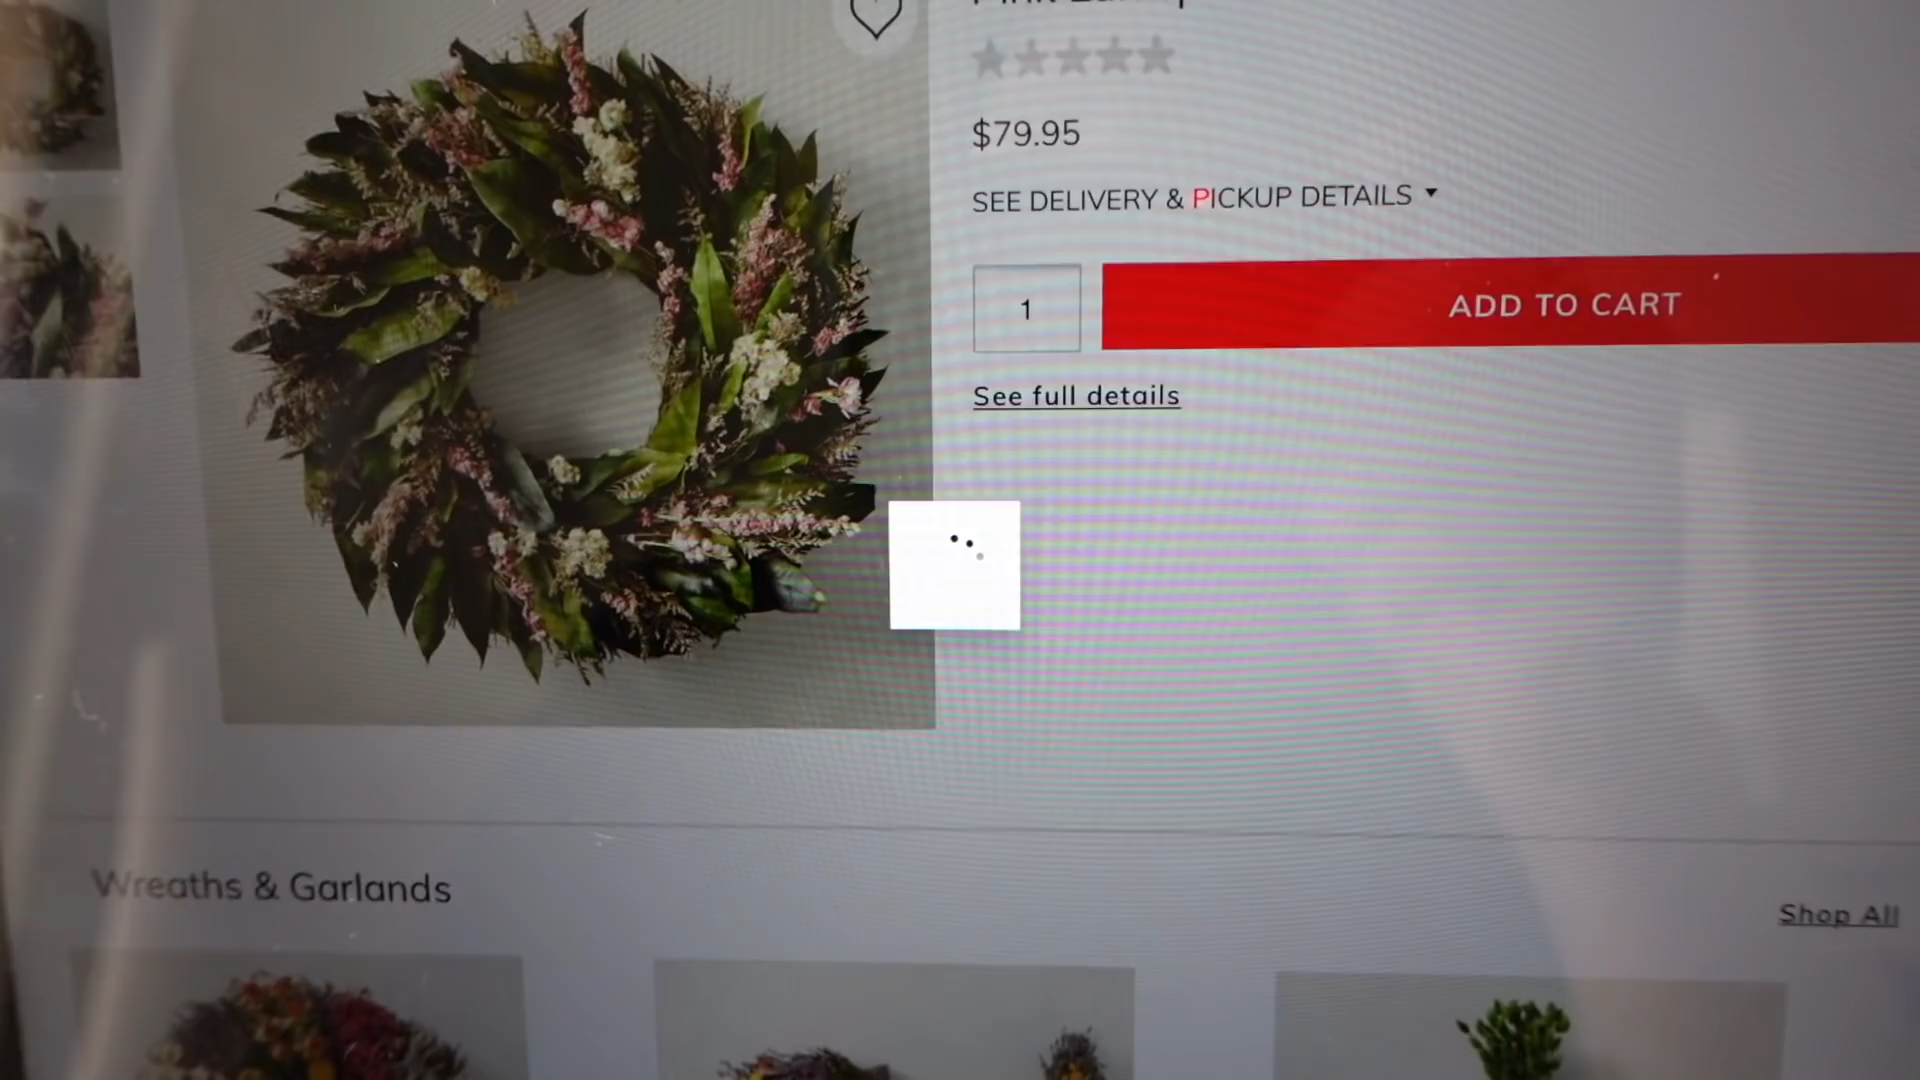 $79.95
SEE DELIVERY & PICKUP DETAILS
1
ADD TO CART
See full details
Wreaths & Garlands
Shop All